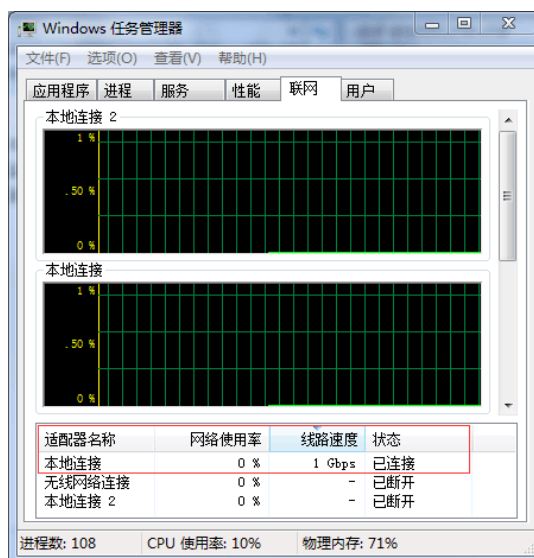 Windows 任务管理器
文件(F) 选项(O) 查看(V) 帮助(H)
应用程序 进程 服务 性能 联网 用户
本地连接 2
1 %
.50 %
0 %
本地连接
1 %
.50 %
0 %
适配器名称 网络使用率 线路速度 状态
本地连接 0 % 1 Gbps 已连接
无线网络连接 0 % - 已断开
本地连接 2 0 % - 已断开
进程数: 108 CPU 使用率: 10% 物理内存: 71%